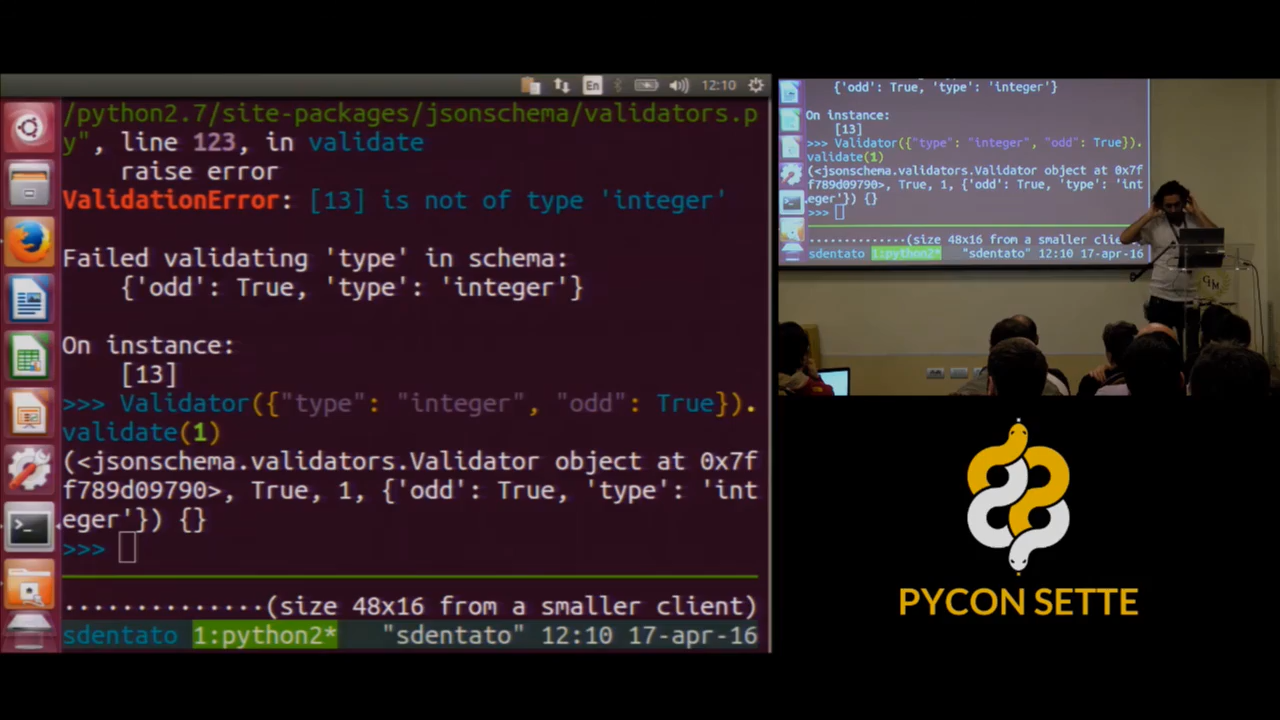 En 12:10
/python2.7/site-packages/jsonschema/validators.p
y", line 123, in validate
raise error
ValidationError: [13] is not of type 'integer'
Failed validating 'type' in schema:
{'odd': True, 'type': 'integer'}
On instance:
[13]
>>> Validator({"type": "integer", "odd": True}).
validate(1)
(<jsonschema.validators.Validator object at 0x7f
f789d09790>, True, 1, {'odd': True, 'type': 'int
eger'}) {}
>>>
··············(size 48x16 from a smaller client)
sdentato 1:python2* "sdentato" 12:10 17-apr-16
{'odd': True, 'type': 'integer'}
On instance:
[13]
>>> Validator({"type": "integer", "odd": True}).
validate(1)
(<jsonschema.validators.Validator object at 0x7f
f789d09790>, True, 1, {'odd': True, 'type': 'int
eger'}) {}
>>>
··············(size 48x16 from a smaller clie
sdentato 1:python2* "sdentato" 12:10 17-apr-16
PYCON SETTE